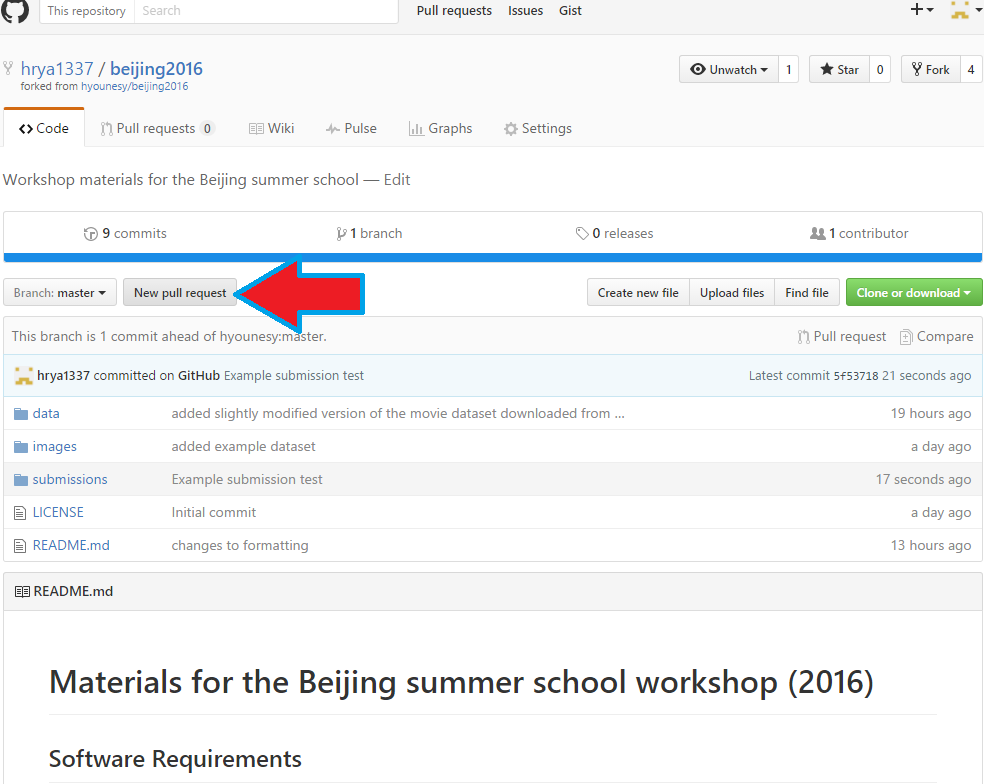 This repository Search Pull requests Issues Gist
hrya1337 / beijing2016 Unwatch 1 Star 0 Fork 4
forked from hyounesy/beijing2016
Code Pull requests 0 Wiki Pulse Graphs Settings
Workshop materials for the Beijing summer school — Edit
9 commits 1 branch 0 releases 1 contributor
Branch: master New pull request Create new file Upload files Find file Clone or download
This branch is 1 commit ahead of hyounesy:master. Pull request Compare
hrya1337 committed on GitHub Example submission test Latest commit 5f53718 21 seconds ago
data added slightly modified version of the movie dataset downloaded from ... 19 hours ago
images added example dataset a day ago
submissions Example submission test 17 seconds ago
LICENSE Initial commit a day ago
README.md changes to formatting 13 hours ago
README.md
Materials for the Beijing summer school workshop (2016)
Software Requirements